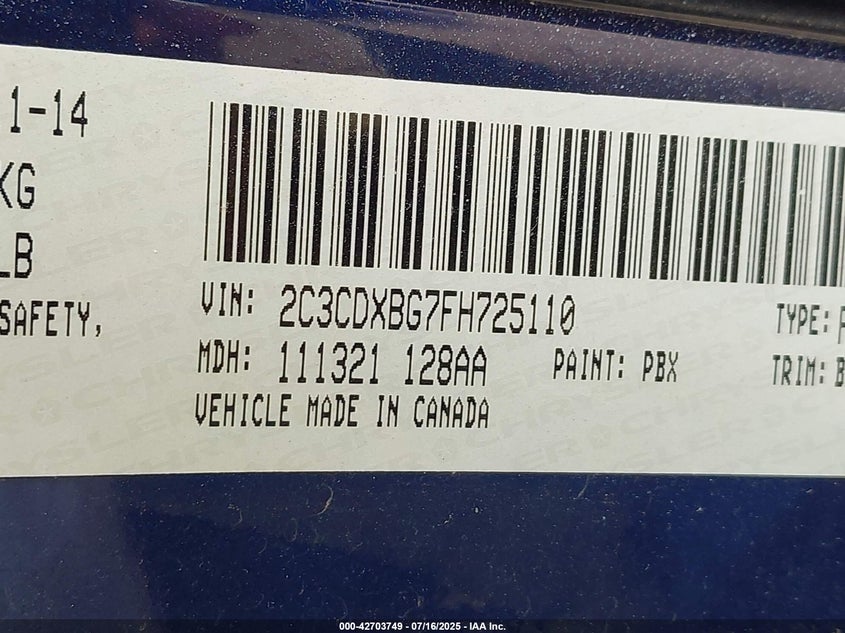 1-14
KG
LB
SAFETY,
VIN: 2C3CDXBG7FH725110
TYPE:
MDH: 111321 128AA PAINT: PBX
TRIM: B
VEHICLE MADE IN CANADA
CHRYSLER
000-42703749 - 07/16/2025 - IAA Inc.